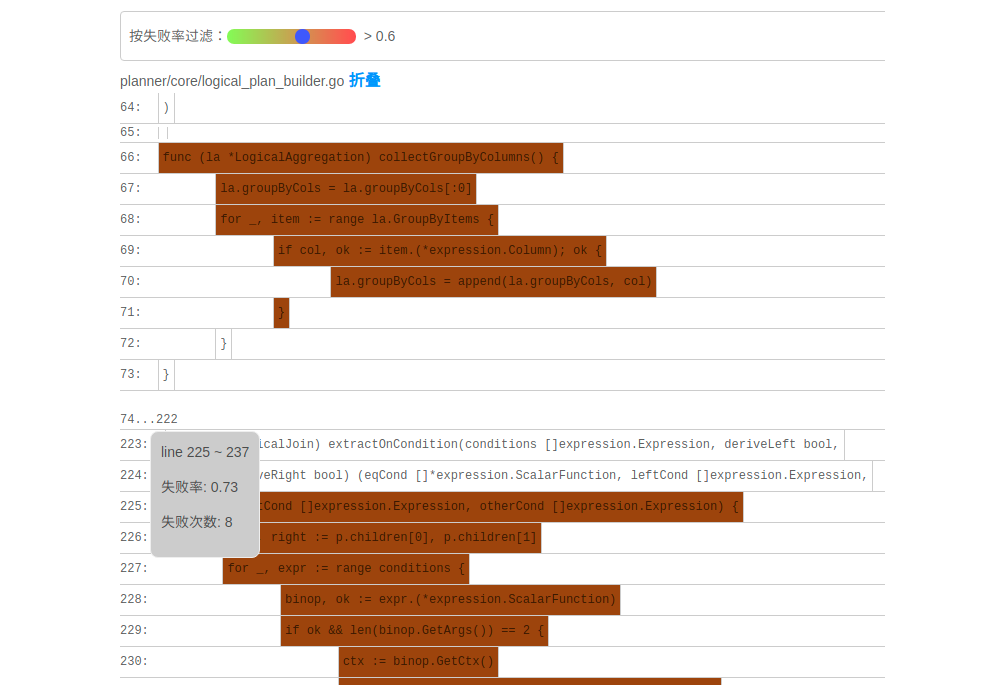 按失败率过滤： > 0.6
planner/core/logical_plan_builder.go 折叠
64: )
65:
66: func (la *LogicalAggregation) collectGroupByColumns() {
67: la.groupByCols = la.groupByCols[:0]
68: for _, item := range la.GroupByItems {
69: if col, ok := item.(*expression.Column); ok {
70: la.groupByCols = append(la.groupByCols, col)
71: }
72: }
73: }
74...222
223: icalJoin) extractOnCondition(conditions []expression.Expression, deriveLeft bool,
224: veRight bool) (eqCond []*expression.ScalarFunction, leftCond []expression.Expression,
225: tCond []expression.Expression, otherCond []expression.Expression) {
226: right := p.children[0], p.children[1]
227: for _, expr := range conditions {
228: binop, ok := expr.(*expression.ScalarFunction)
229: if ok && len(binop.GetArgs()) == 2 {
230: ctx := binop.GetCtx()
line 225 ~ 237
失败率: 0.73
失败次数: 8